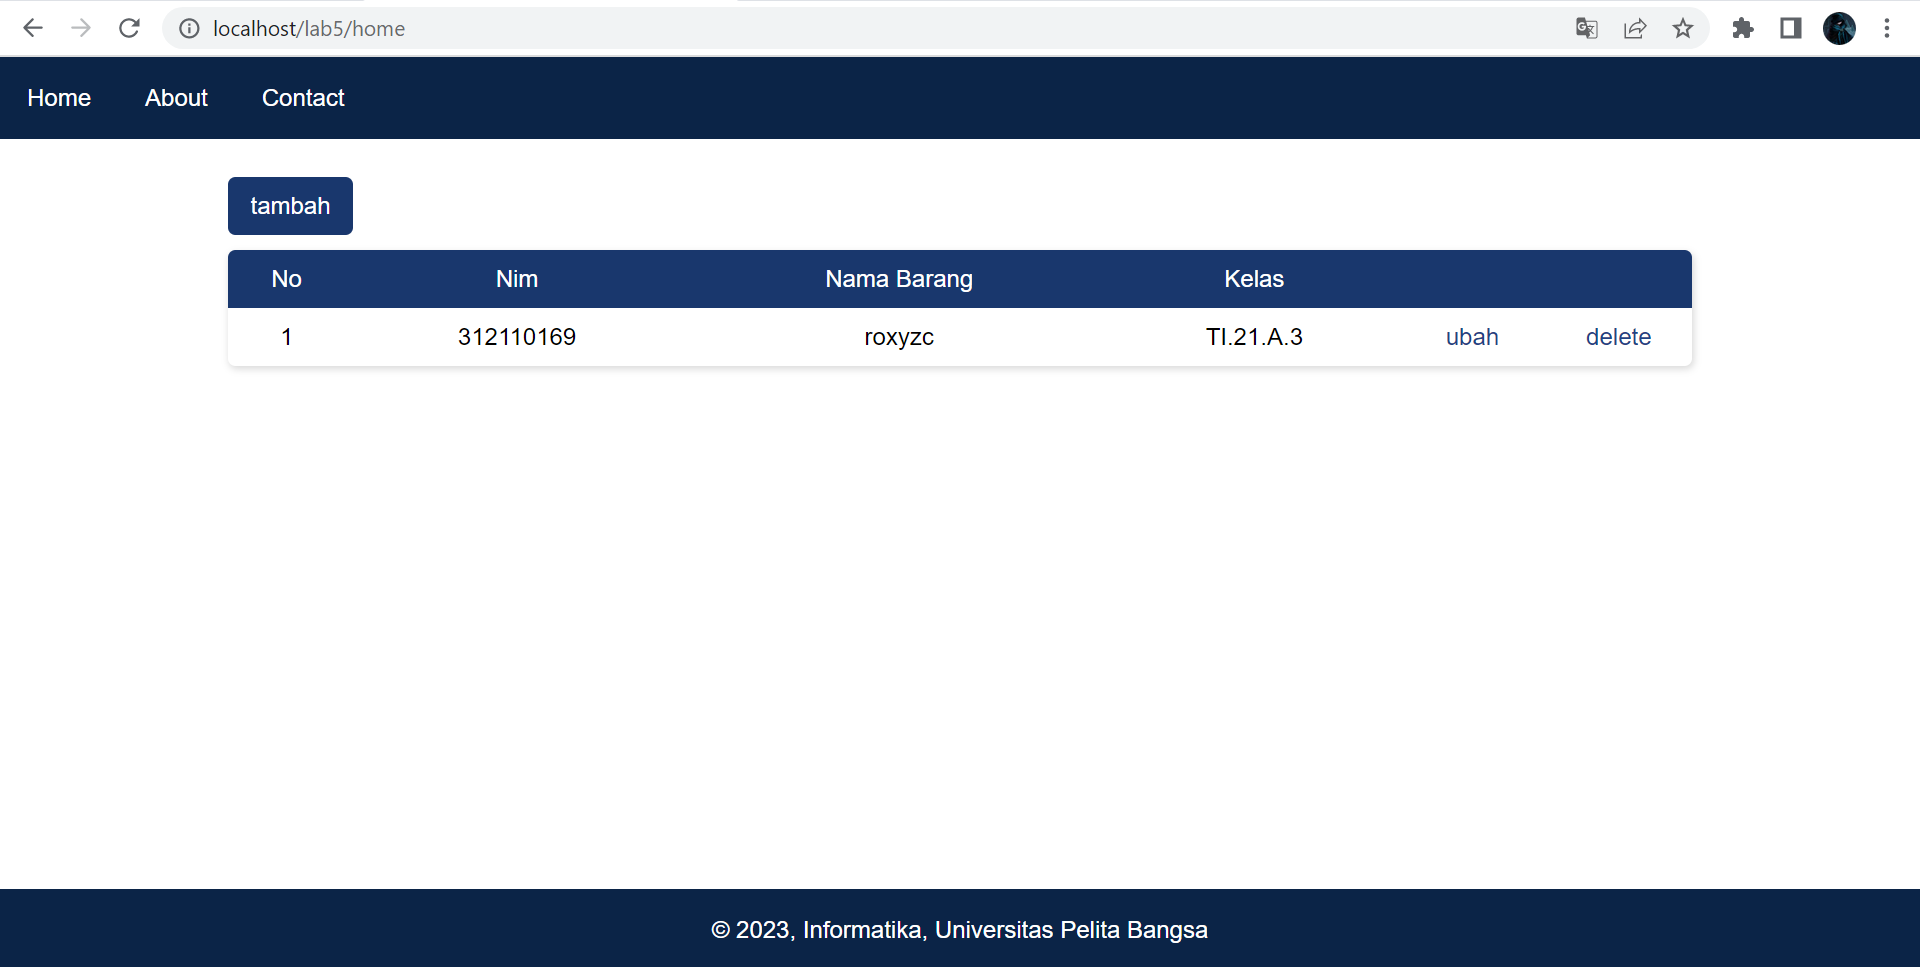 localhost/lab5/home
Home About Contact
tambah
No Nim Nama Barang Kelas
1 312110169 roxyzc TI.21.A.3 ubah delete
© 2023, Informatika, Universitas Pelita Bangsa